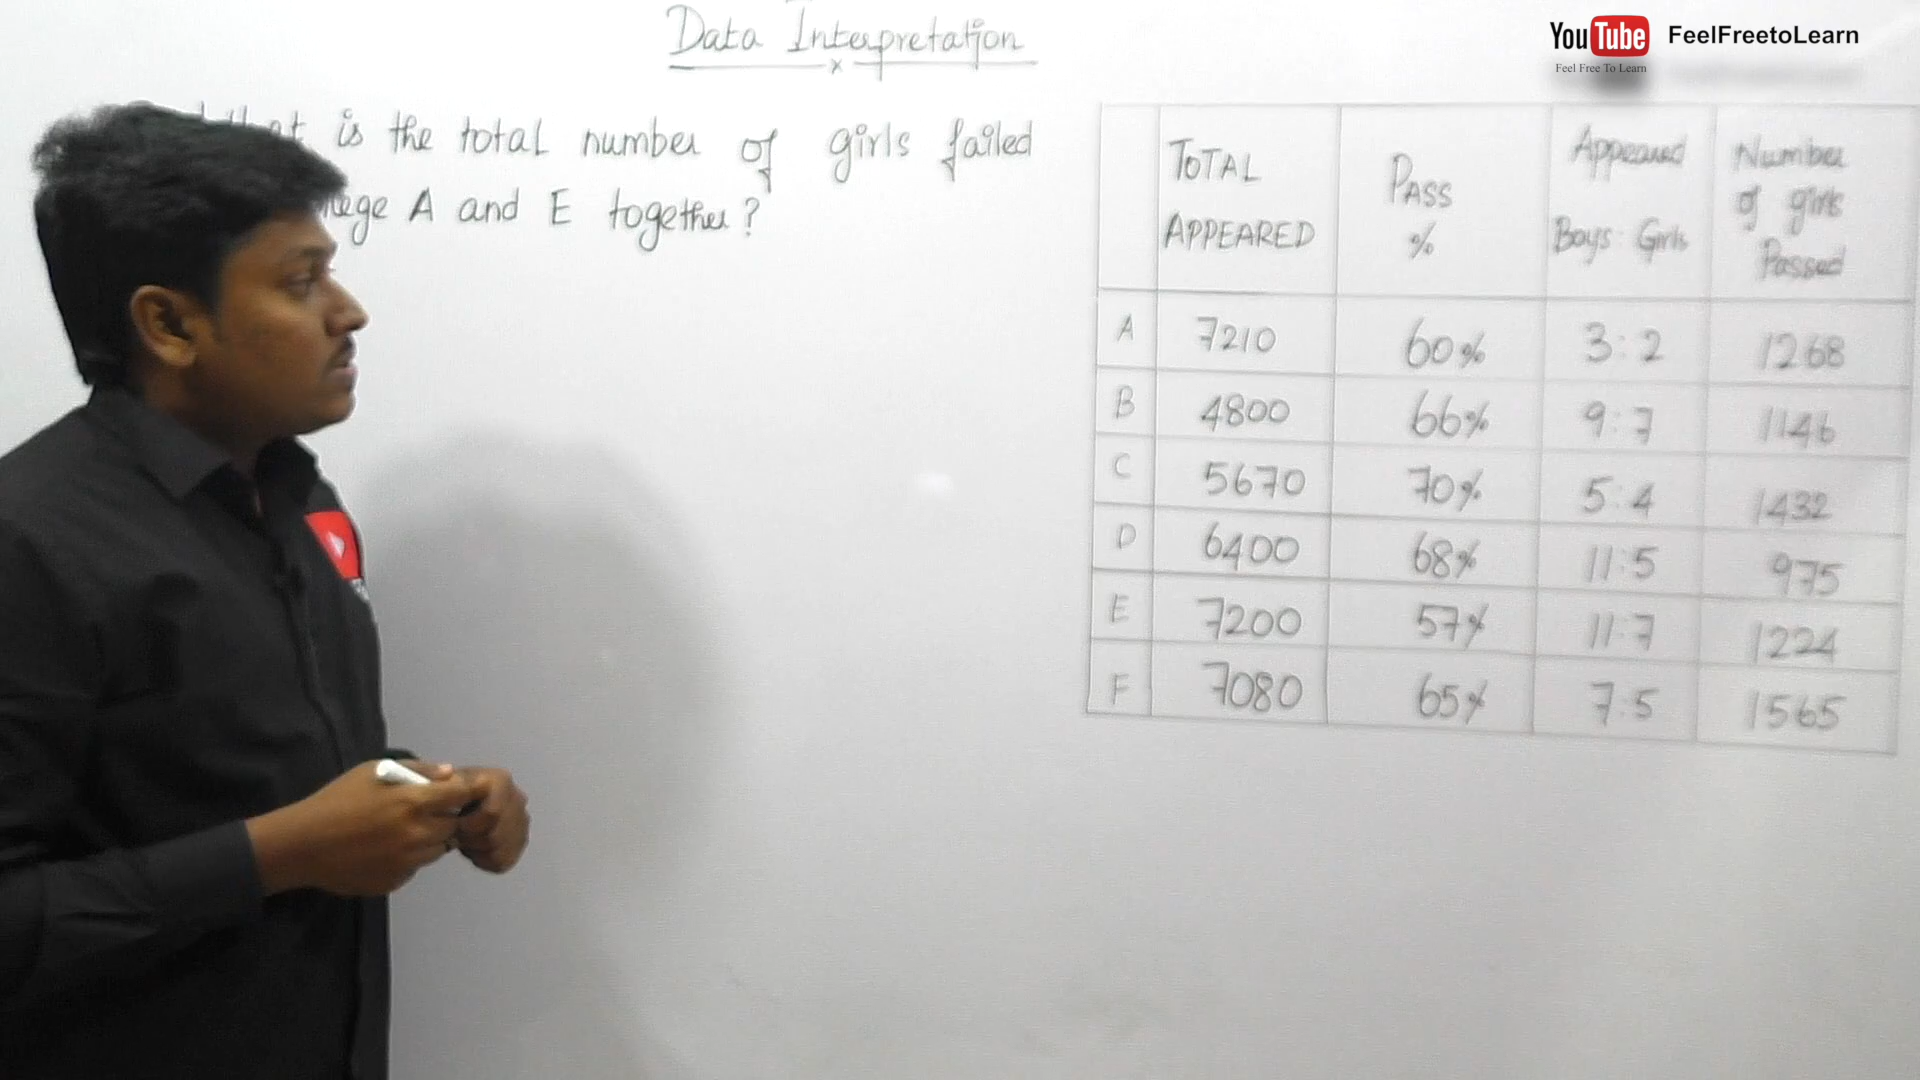 Data Interpretation
YouTube FeelFreetoLearn
Feel Free To Learn
is the total number of girls failed
A and E together?
TOTAL APPEARED PASS % Appeared Boys : Girls Number of girls Passed
A 7210 60% 3:2 1268
B 4800 66% 9:7 1146
C 5670 70% 5:4 1432
D 6400 68% 11:5 975
E 7200 57% 11:7 1224
F 7080 65% 7:5 1565